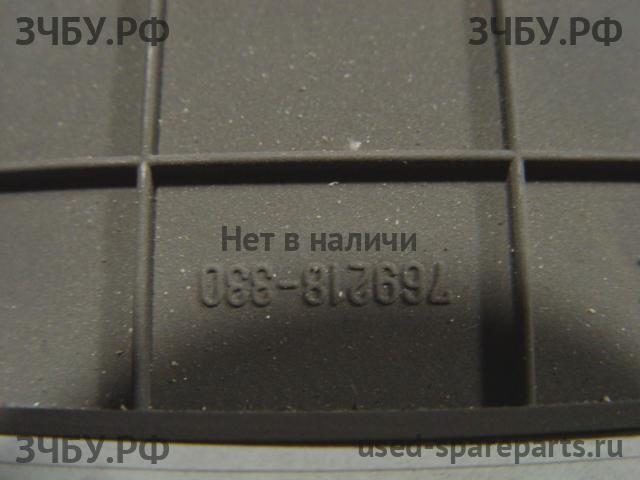 ЗЧБУ.РФ ЗЧБУ.РФ
Нет в наличи
769218-330
ЗЧБУ.РФ used-spareparts.ru